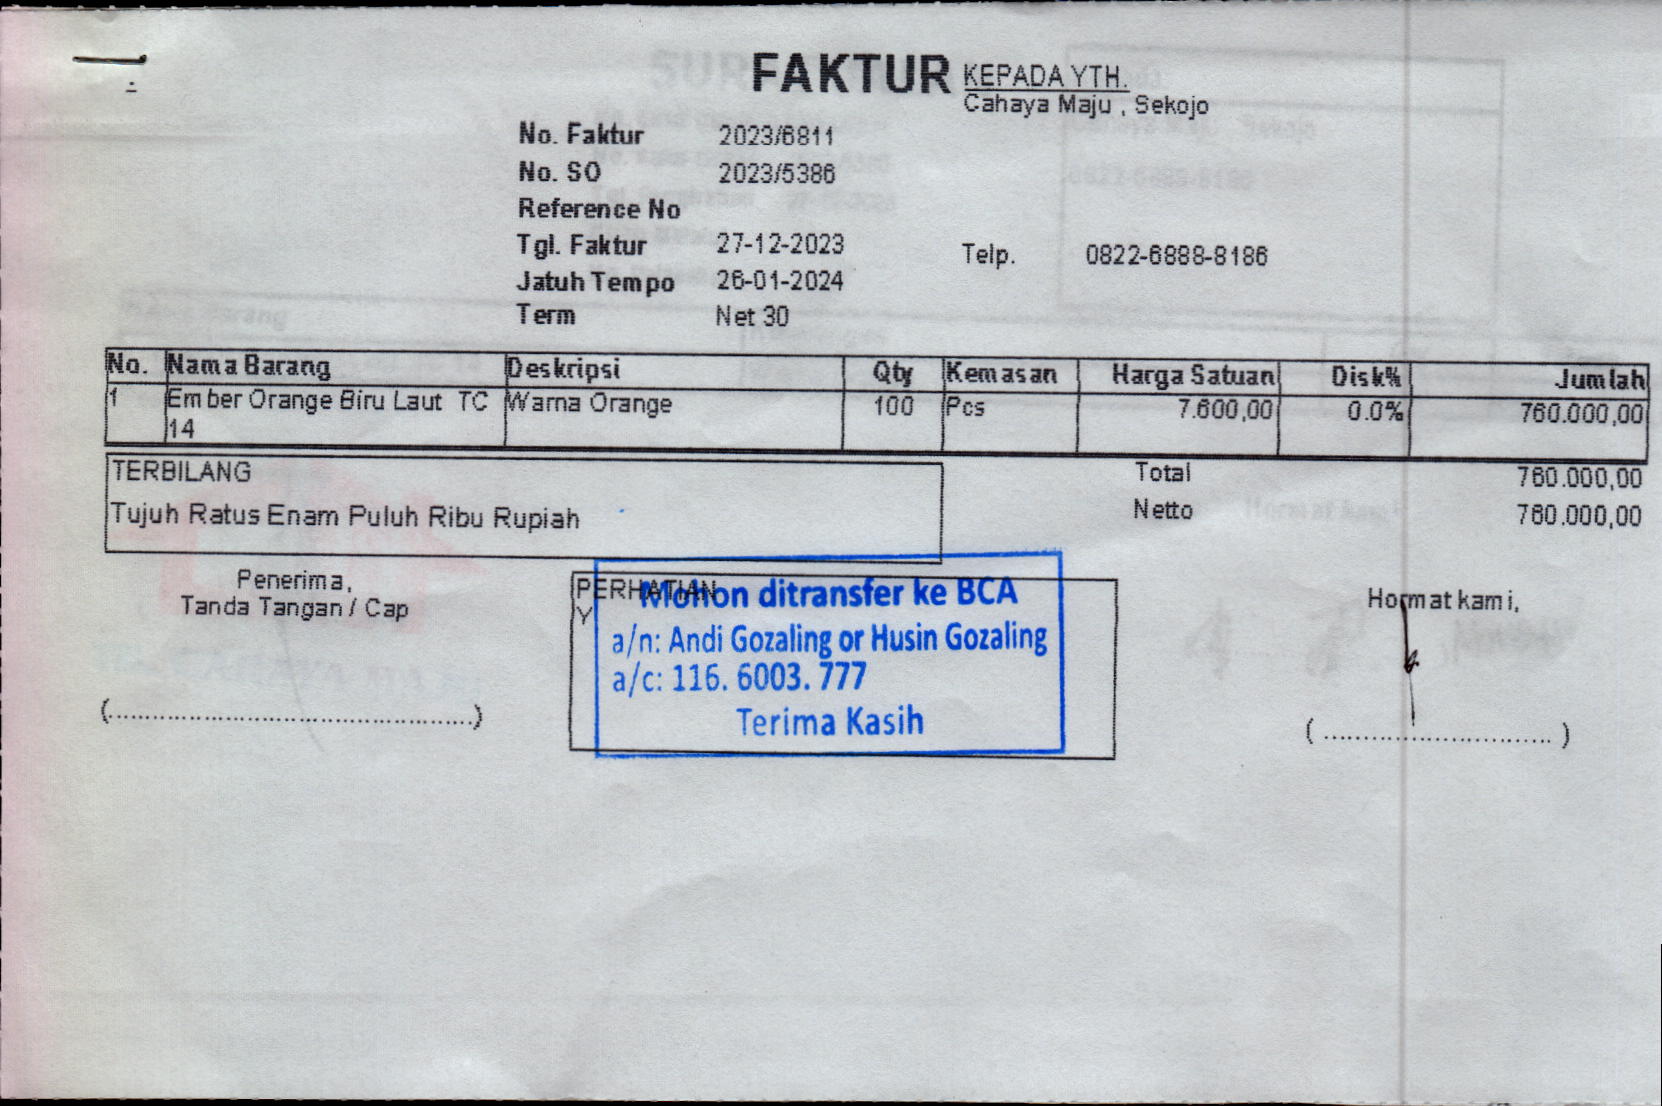 FAKTUR
KEPADA YTH.
Cahaya Maju , Sekojo
No. Faktur 2023/6811
No. SO 2023/5386
Reference No
Tgl. Faktur 27-12-2023
Jatuh Tempo 26-01-2024
Term Net 30
Telp. 0822-6888-8186
No. Nama Barang Deskripsi Qty Kemasan Harga Satuan Disk% Jumlah
1 Ember Orange Biru Laut TC Warna Orange 100 Pcs 7.600,00 0.0% 760.000,00
14
TERBILANG
Tujuh Ratus Enam Puluh Ribu Rupiah
Total 760.000,00
Netto 760.000,00
Penerima,
Tanda Tangan / Cap
(................................................)
PERHATIAN
Y
Mohon ditransfer ke BCA
a/n: Andi Gozaling or Husin Gozaling
a/c: 116. 6003. 777
Terima Kasih
Hormat kami,
( .............................. )